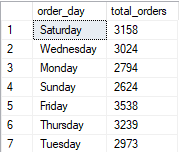 order_day total_orders
1 Saturday 3158
2 Wednesday 3024
3 Monday 2794
4 Sunday 2624
5 Friday 3538
6 Thursday 3239
7 Tuesday 2973